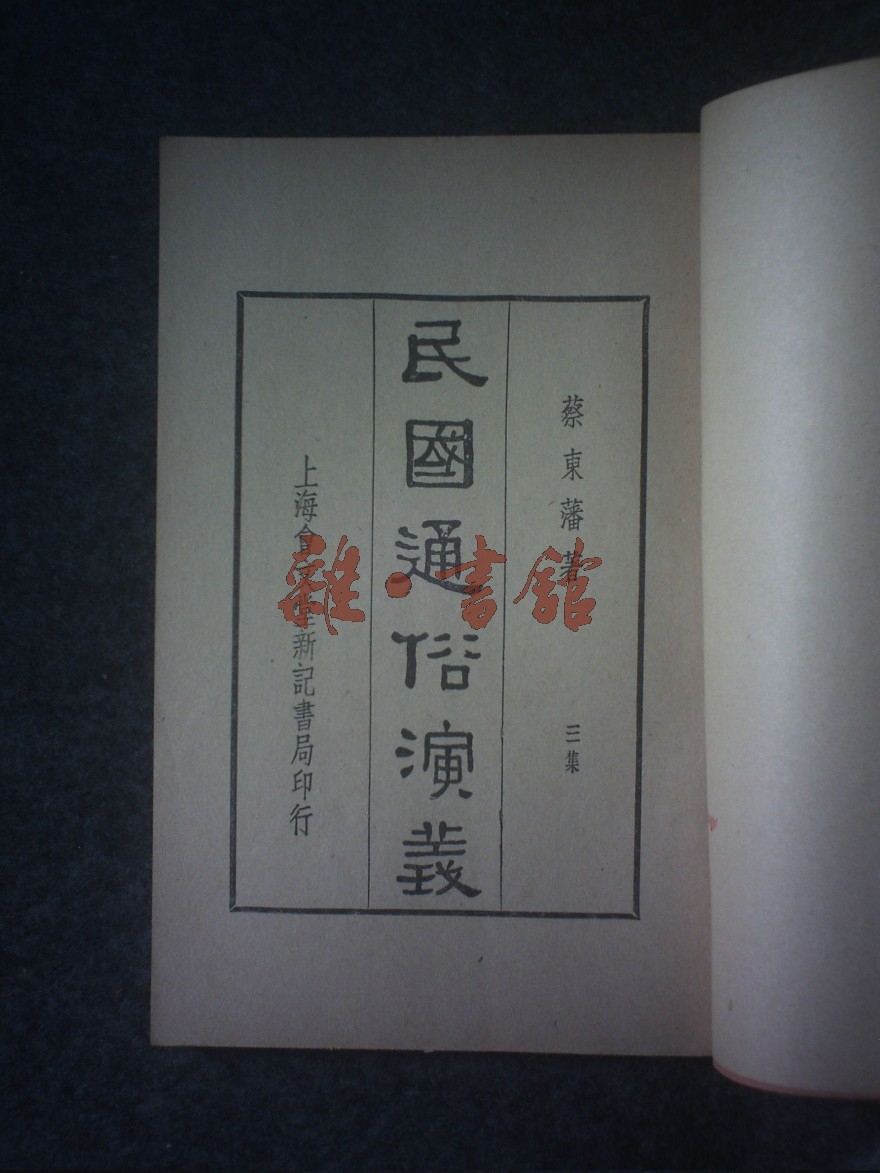 蔡東藩著 三集
民國通俗演義
上海會文堂新記書局印行
雜·書館